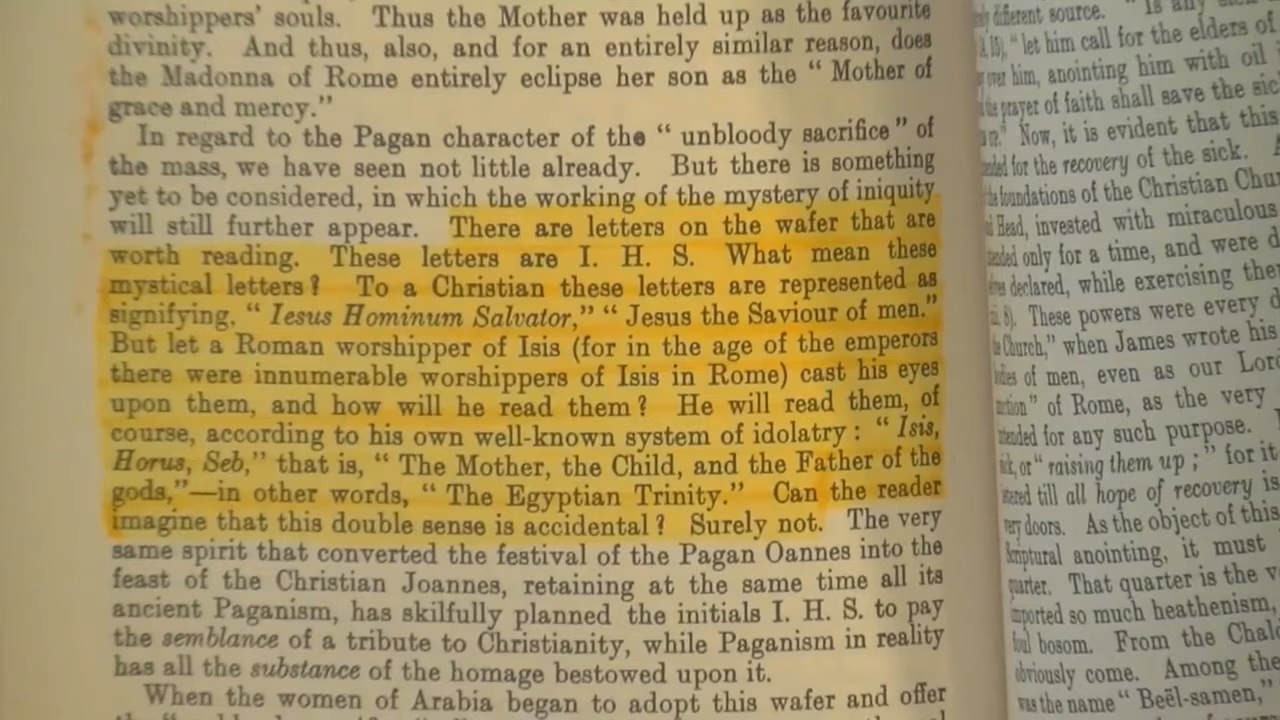 worshippers' souls. Thus the Mother was held up as the favourite
divinity. And thus, also, and for an entirely similar reason, does
the Madonna of Rome entirely eclipse her son as the " Mother of
grace and mercy."
In regard to the Pagan character of the " unbloody sacrifice " of
the mass, we have seen not little already. But there is something
yet to be considered, in which the working of the mystery of iniquity
will still further appear. There are letters on the wafer that are
worth reading. These letters are I. H. S. What mean these
mystical letters? To a Christian these letters are represented as
signifying, " Iesus Hominum Salvator," " Jesus the Saviour of men."
But let a Roman worshipper of Isis (for in the age of the emperors
there were innumerable worshippers of Isis in Rome) cast his eyes
upon them, and how will he read them? He will read them, of
course, according to his own well-known system of idolatry: " Isis,
Horus, Seb," that is, " The Mother, the Child, and the Father of the
gods,"—in other words, " The Egyptian Trinity." Can the reader
imagine that this double sense is accidental? Surely not. The very
same spirit that converted the festival of the Pagan Oannes into the
feast of the Christian Joannes, retaining at the same time all its
ancient Paganism, has skilfully planned the initials I. H. S. to pay
the semblance of a tribute to Christianity, while Paganism in reality
has all the substance of the homage bestowed upon it.
When the women of Arabia began to adopt this wafer and offer
different source. " Is any
15), " let him call for the elders of
over him, anointing him with oil
the prayer of faith shall save the
up." Now, it is evident that this
for the recovery of the sick.
foundations of the Christian
Head, invested with miraculous
only for a time, and were
declared, while exercising
8). These powers were every
Church," when James wrote his
of men, even as our
of Rome, as the very
for any such purpose.
or " raising them up ; " for it
till all hope of recovery is
doors. As the object of this
Scriptural anointing, it must
quarter. That quarter is the
imported so much heathenism,
bosom. From the
obviously come. Among the
was the name " Beël-samen,"